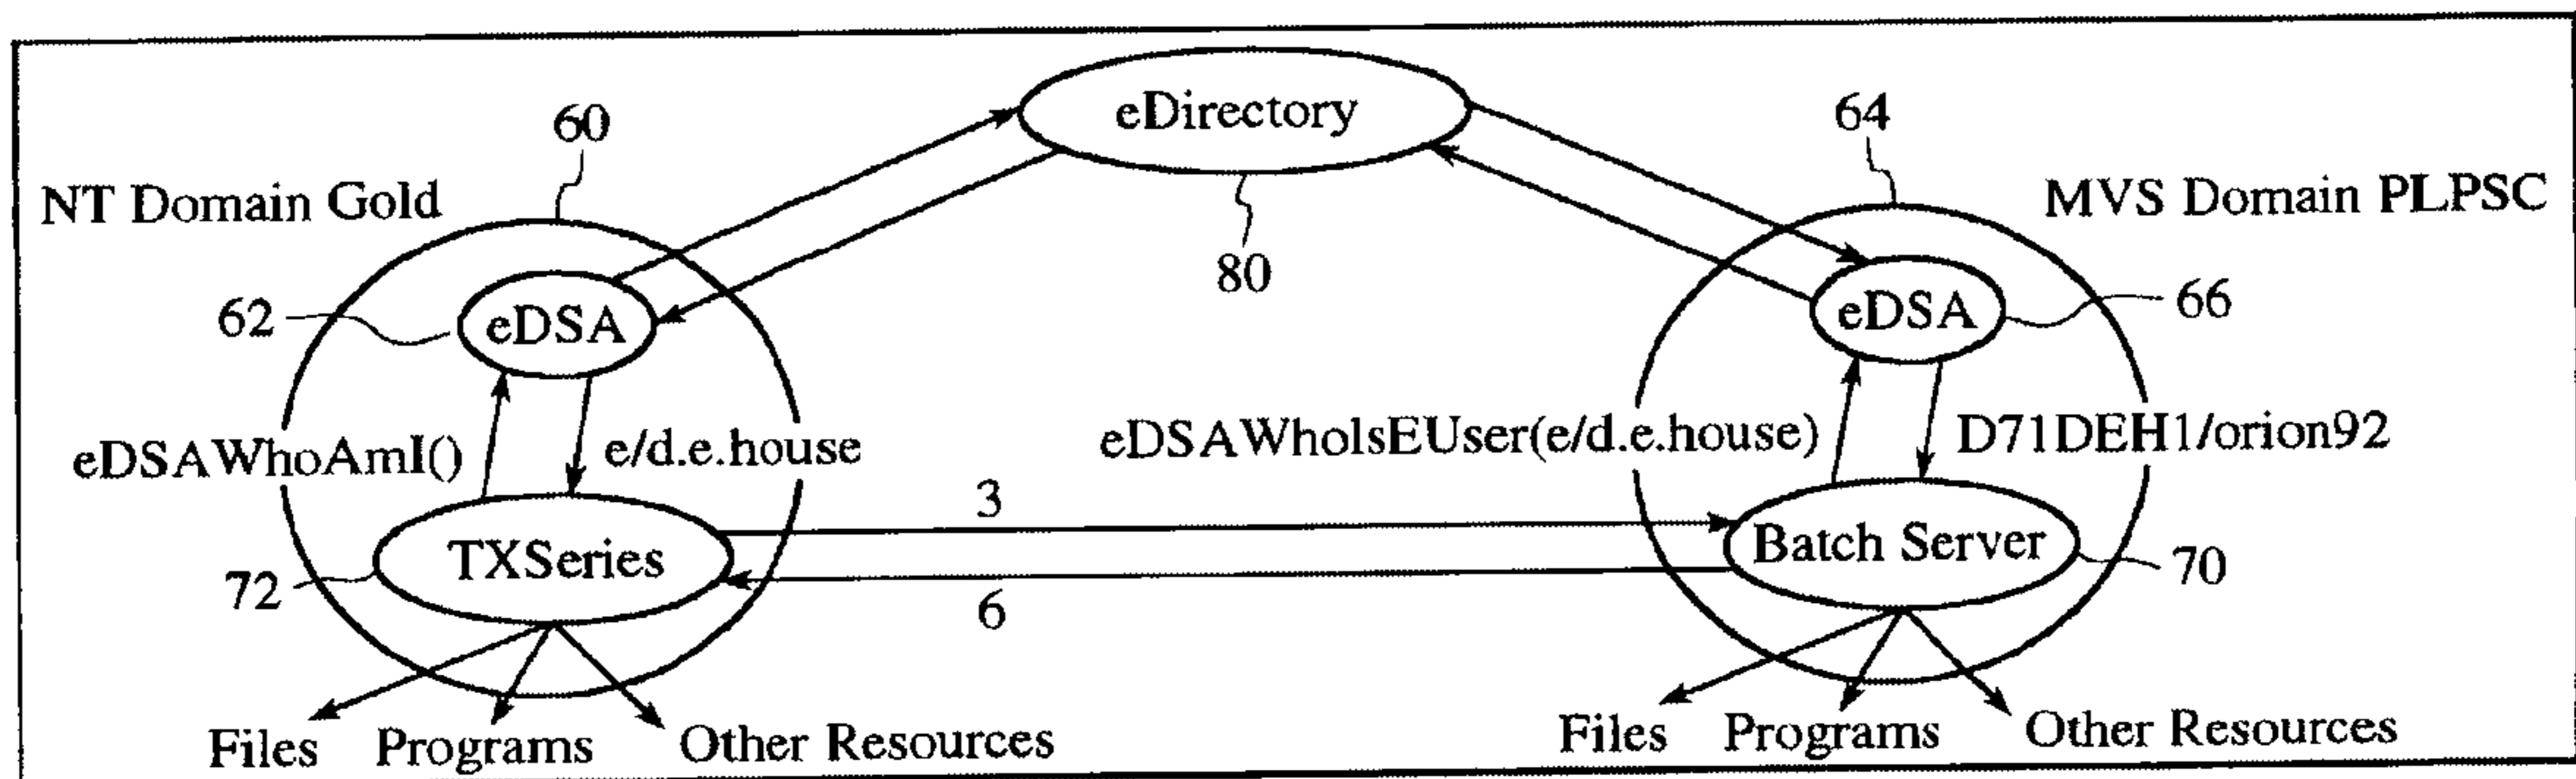 eDirectory
60
64
NT Domain Gold
MVS Domain PLPSC
80
62
eDSA
eDSA
66
eDSAWhoAmI()
e/d.e.house
eDSAWhoIsEUser(e/d.e.house)
D71DEH1/orion92
3
TXSeries
Batch Server
72
6
70
Files
Programs
Other Resources
Files
Programs
Other Resources